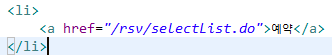 <li>
<a href="/rsv/selectList.do">예약</a>
</li>